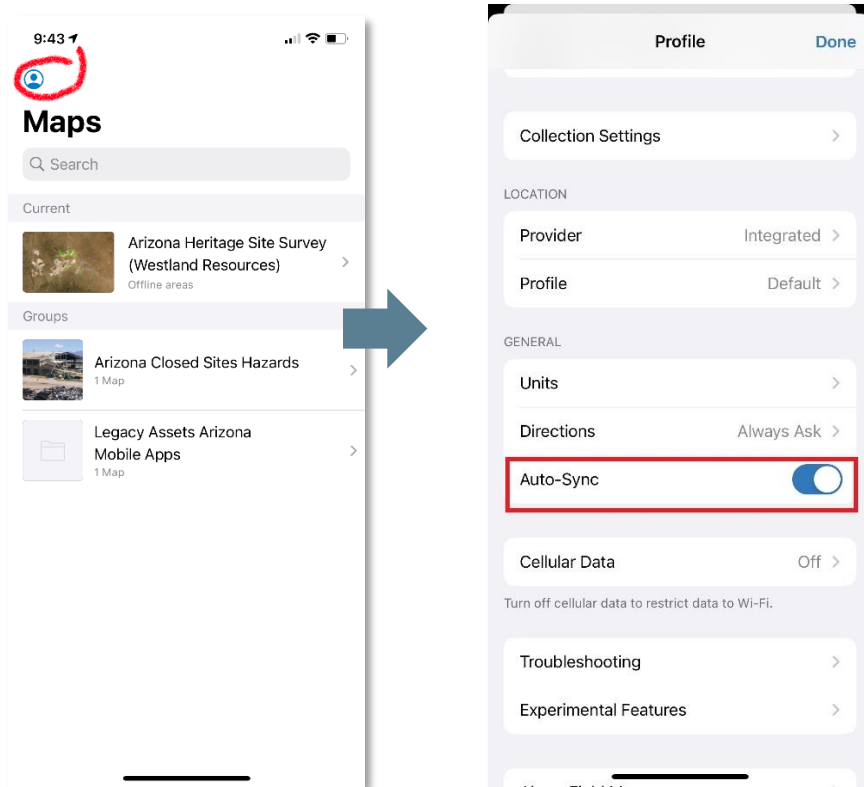 9:43
Maps
Search
Current
Arizona Heritage Site Survey
(Westland Resources)
Offline areas
Groups
Arizona Closed Sites Hazards
1 Map
Legacy Assets Arizona
Mobile Apps
1 Map
Profile
Done
Collection Settings
LOCATION
Provider Integrated
Profile Default
GENERAL
Units
Directions Always Ask
Auto-Sync
Cellular Data Off
Turn off cellular data to restrict data to Wi-Fi.
Troubleshooting
Experimental Features